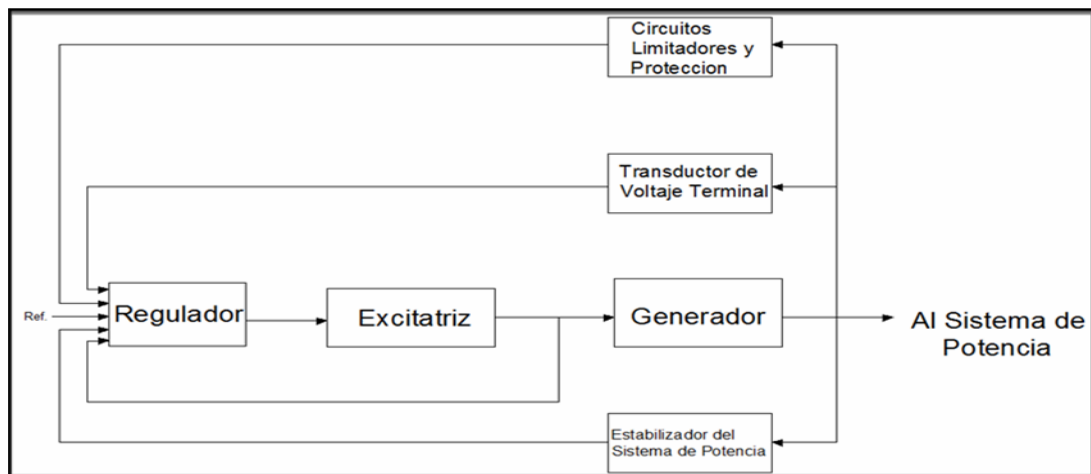 Circuitos
Limitadores y
Proteccion
Transductor de
Voltaje Terminal
Ref.
Regulador
Excitatriz
Generador
Al Sistema de
Potencia
Estabilizador del
Sistema de Potencia